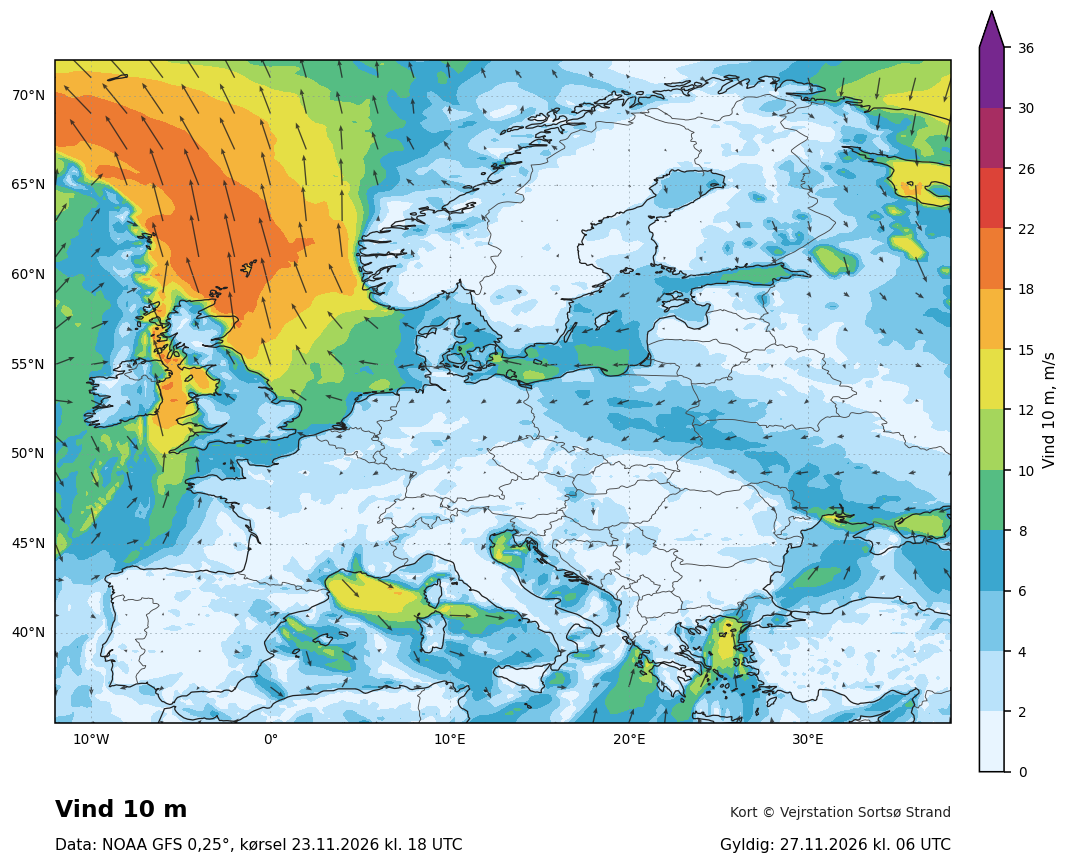 36
30
26
22
18
15
12
10
8
6
4
2
0
Vind 10 m, m/s
70°N
65°N
60°N
55°N
50°N
45°N
40°N
10°W 0° 10°E 20°E 30°E
Vind 10 m
Kort © Vejrstation Sortsø Strand
Data: NOAA GFS 0,25°, kørsel 23.11.2026 kl. 18 UTC
Gyldig: 27.11.2026 kl. 06 UTC